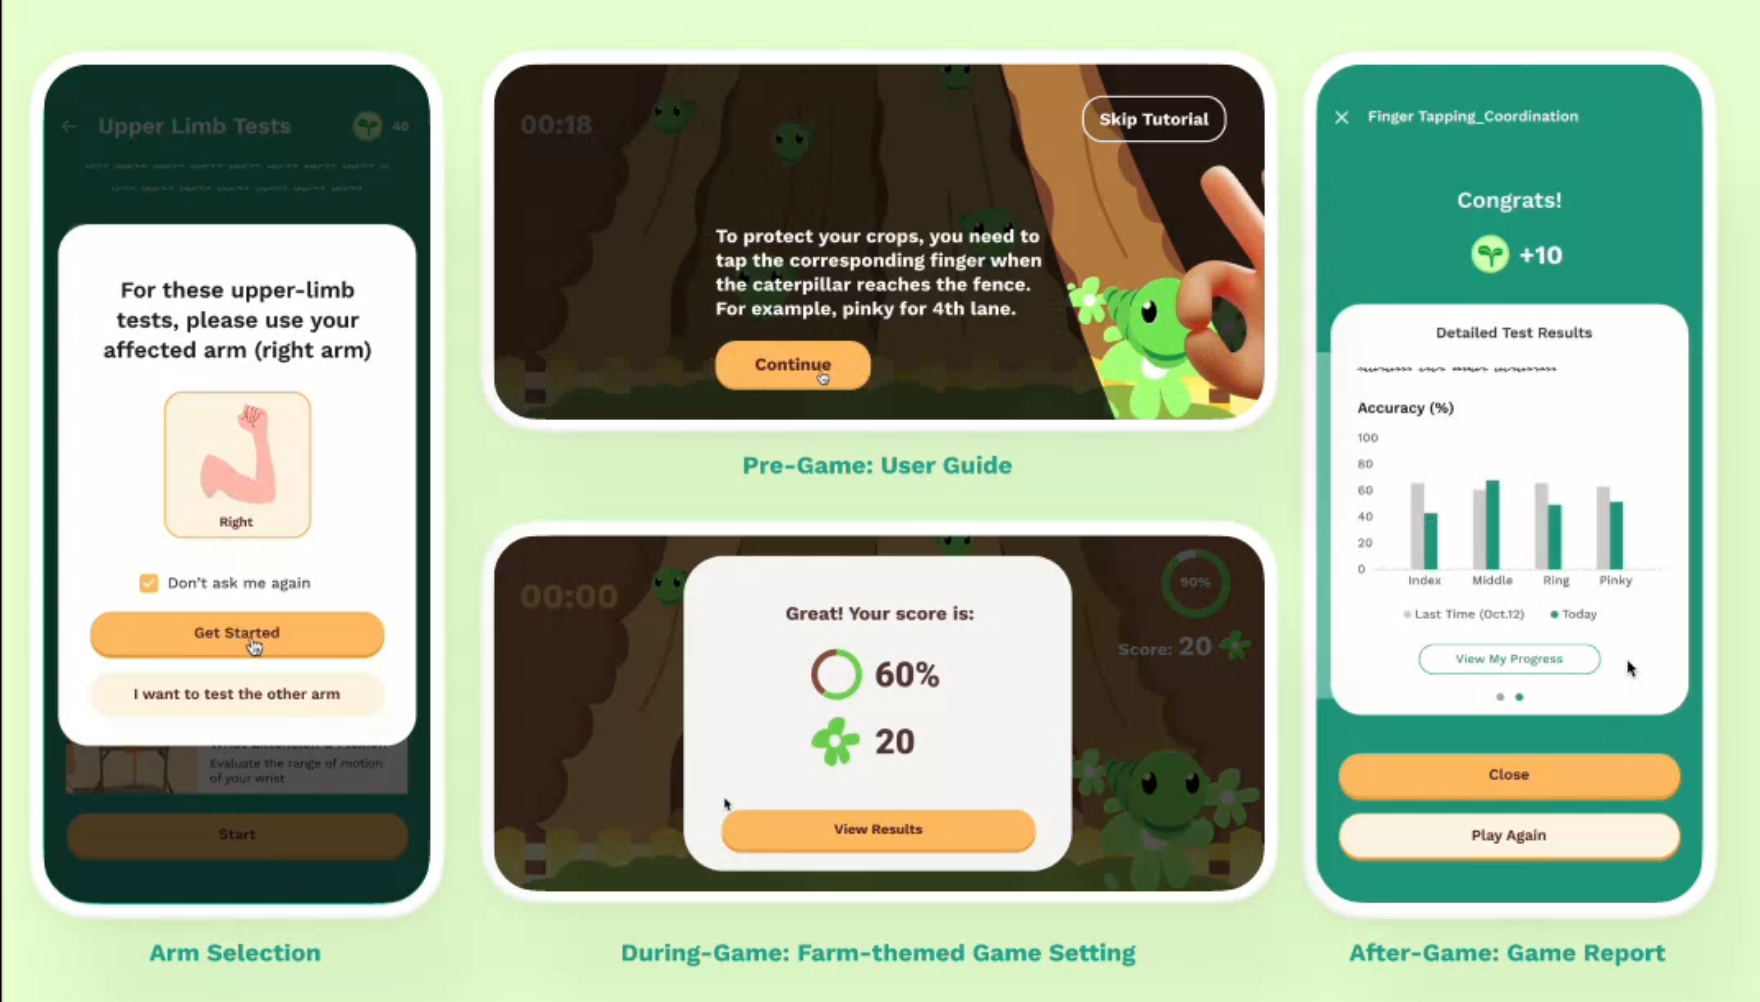 Upper Limb Tests
40
For these upper-limb
tests, please use your
affected arm (right arm)
Right
Don't ask me again
Get Started
I want to test the other arm
Evaluate the range of motion
of your wrist
Start
Arm Selection
00:18
Skip Tutorial
To protect your crops, you need to
tap the corresponding finger when
the caterpillar reaches the fence.
For example, pinky for 4th lane.
Continue
Pre-Game: User Guide
00:00
90%
Score: 20
Great! Your score is:
60%
20
View Results
During-Game: Farm-themed Game Setting
Finger Tapping_Coordination
Congrats!
+10
Detailed Test Results
Accuracy (%)
100
80
60
40
20
0
Index Middle Ring Pinky
Last Time (Oct.12) Today
View My Progress
Close
Play Again
After-Game: Game Report